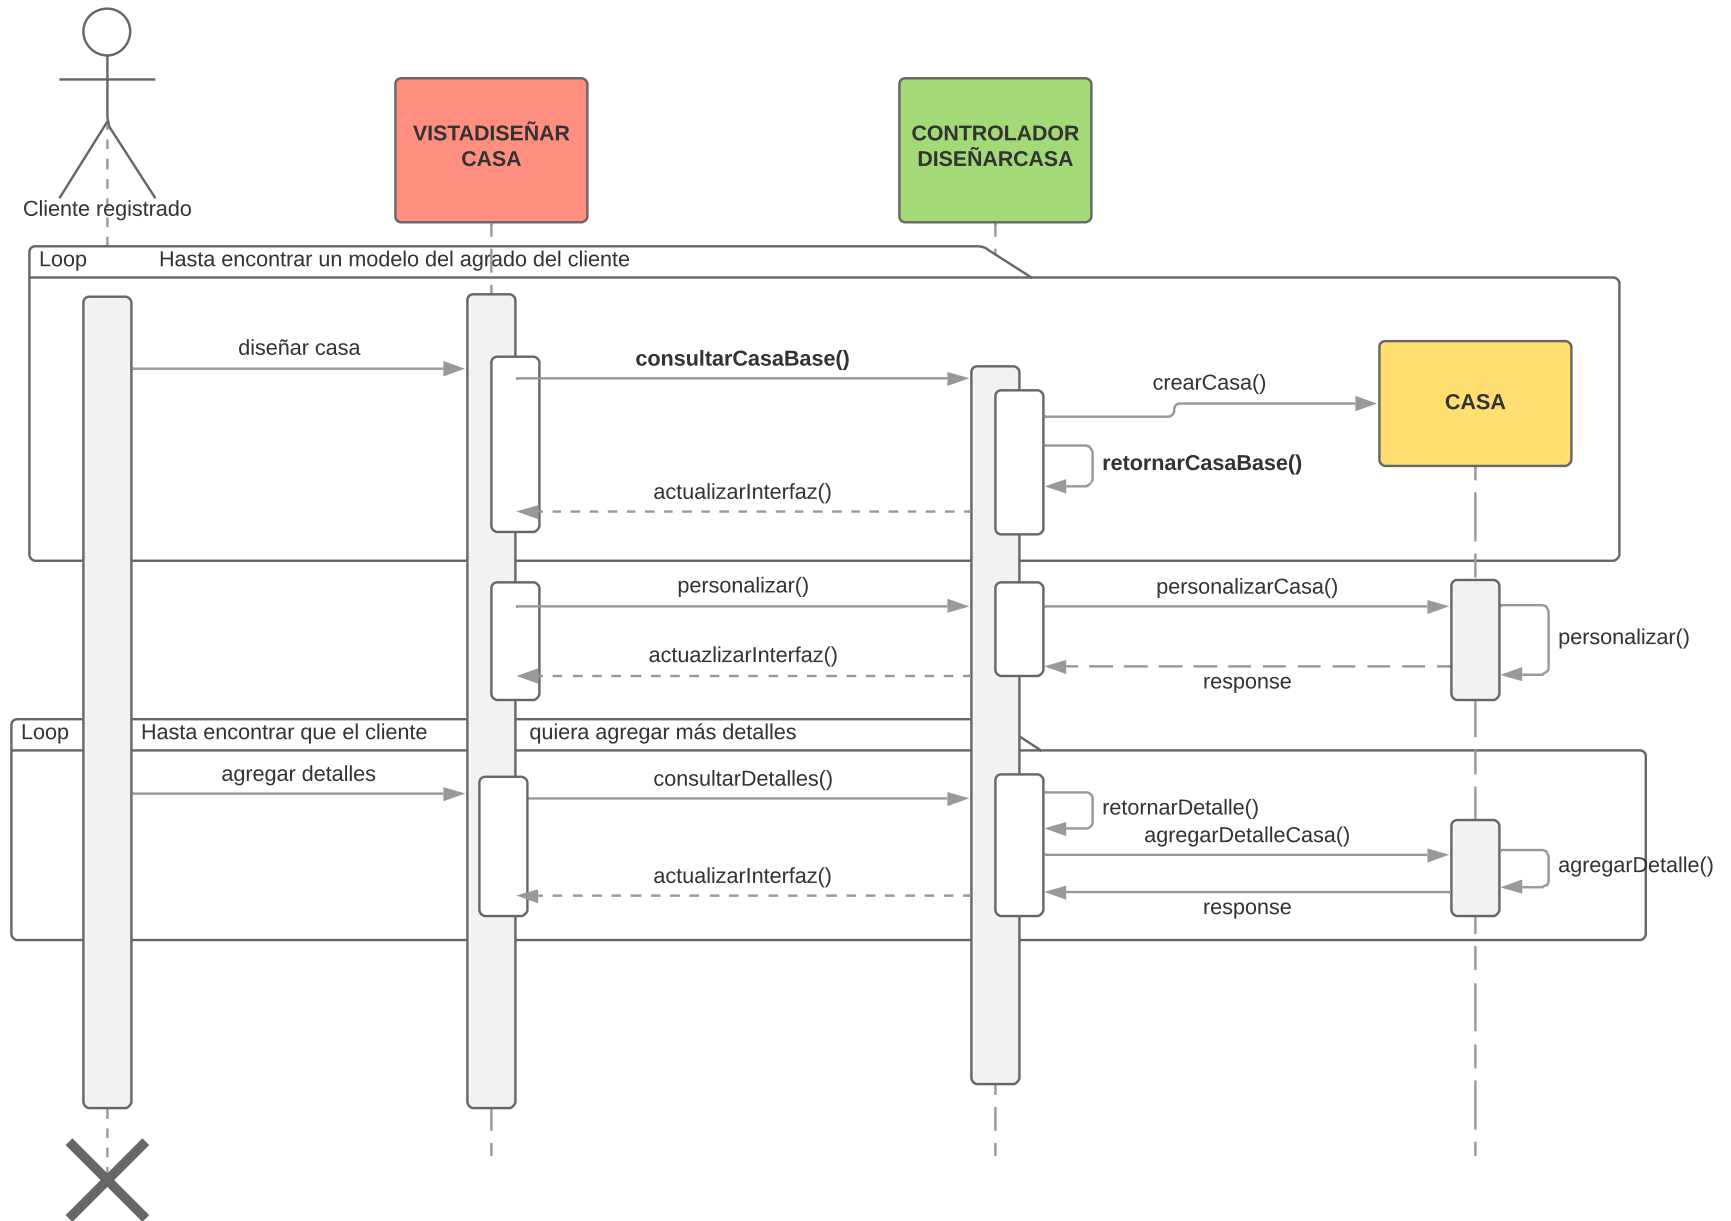 Cliente registrado
VISTADISEÑAR
CASA
CONTROLADOR
DISEÑARCASA
Loop Hasta encontrar un modelo del agrado del cliente
diseñar casa
consultarCasaBase()
crearCasa()
CASA
retornarCasaBase()
actualizarInterfaz()
personalizar()
personalizarCasa()
personalizar()
actuazlizarInterfaz()
response
Loop Hasta encontrar que el cliente quiera agregar más detalles
agregar detalles
consultarDetalles()
retornarDetalle()
agregarDetalleCasa()
agregarDetalle()
actualizarInterfaz()
response